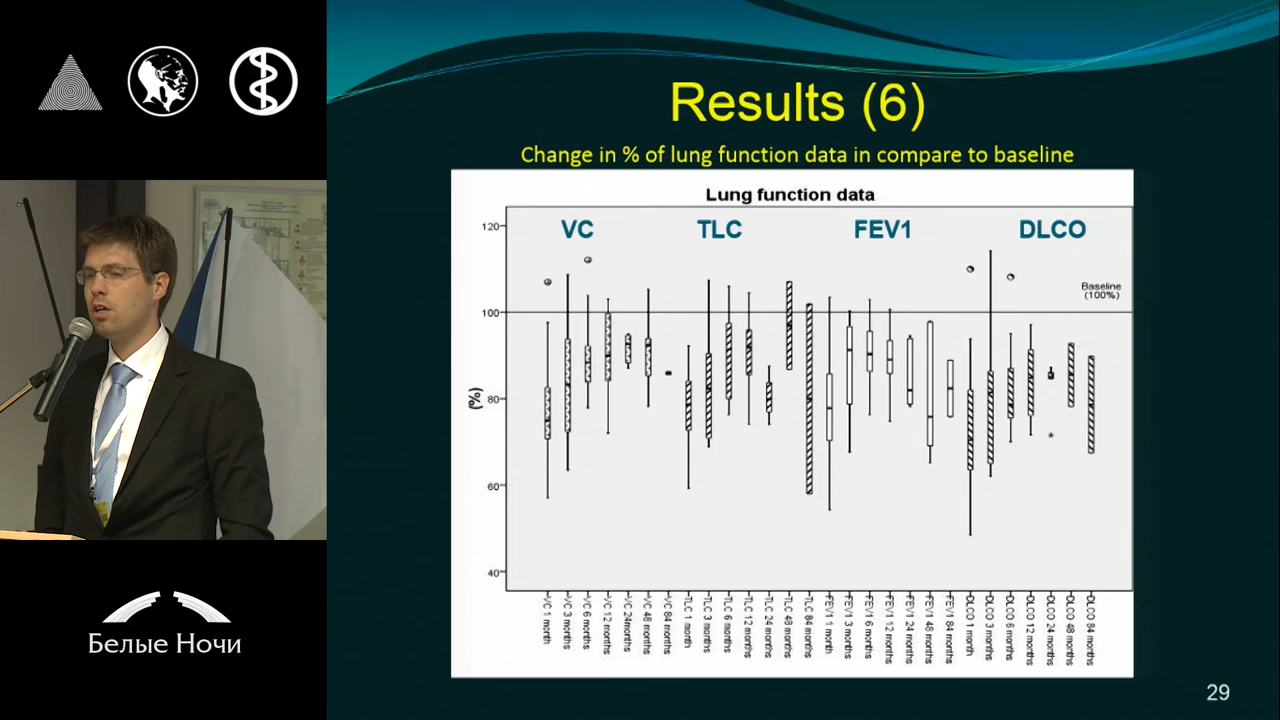 Results (6)
Change in % of lung function data in compare to baseline
Lung function data
VC
TLC
FEV1
DLCO
120
100
80
60
40
(%)
Baseline
(100%)
VC 1 month
VC 3 months
VC 6 months
VC 12 months
VC 24months
VC 48 months
VC 84 months
TLC 1 month
TLC 3 months
TLC 6 months
TLC 12 months
TLC 24 months
TLC 48 months
TLC 84 months
FEV1 1 month
FEV1 3 months
FEV1 6 months
FEV1 12 months
FEV1 24 months
FEV1 48 months
FEV1 84 months
DLCO 1 month
DLCO 3 months
DLCO 6 months
DLCO 12 months
DLCO 24 months
DLCO 48 months
DLCO 84 months
Белые Ночи
29